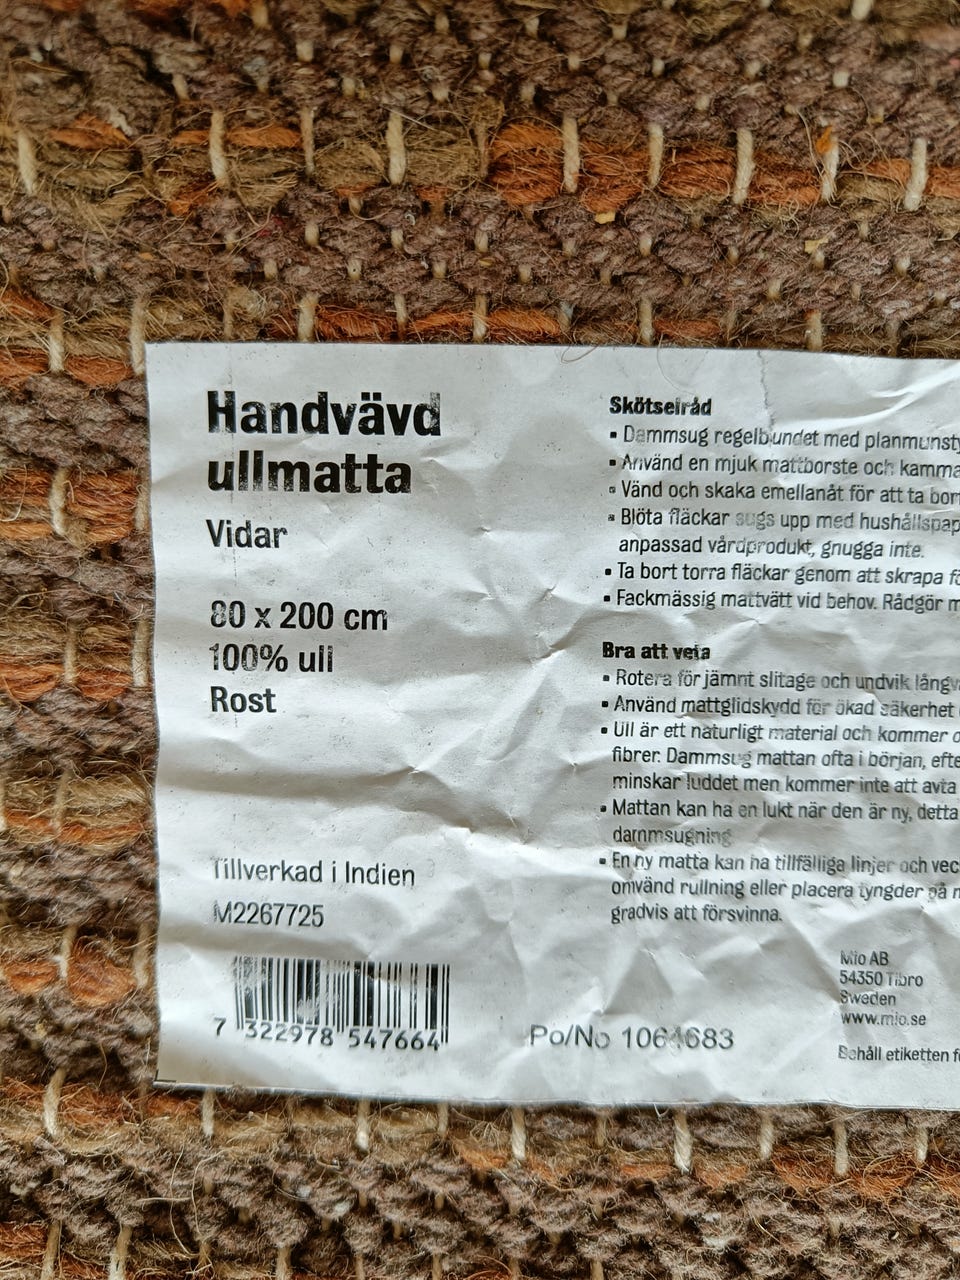 Handvävd
ullmatta
Vidar
80 x 200 cm
100% ull
Rost
Tillverkad i Indien
M2267725
7 322978 547664
Po/No 1064683
Skötselråd
▪ Dammsug regelbundet med planmunsty
▪ Använd en mjuk mattborste och kamma
▪ Vänd och skaka emellanåt för att ta bor
▪ Blöta fläckar sugs upp med hushållspap
anpassad vårdprodukt, gnugga inte.
▪ Ta bort torra fläckar genom att skrapa fö
▪ Fackmässig mattvätt vid behov. Rådgör m
Bra att veta
▪ Rotera för jämnt slitage och undvik långv
▪ Använd mattglidskydd för ökad säkerhet
▪ Ull är ett naturligt material och kommer
fibrer. Dammsug mattan ofta i början, efte
minskar luddet men kommer inte att avta
▪ Mattan kan ha en lukt när den är ny, detta
dammsugning
▪ En ny matta kan ha tillfälliga linjer och vec
omvänd rullning eller placera tyngder på
gradvis att försvinna.
Mio AB
54350 Tibro
Sweden
www.mio.se
Behåll etiketten